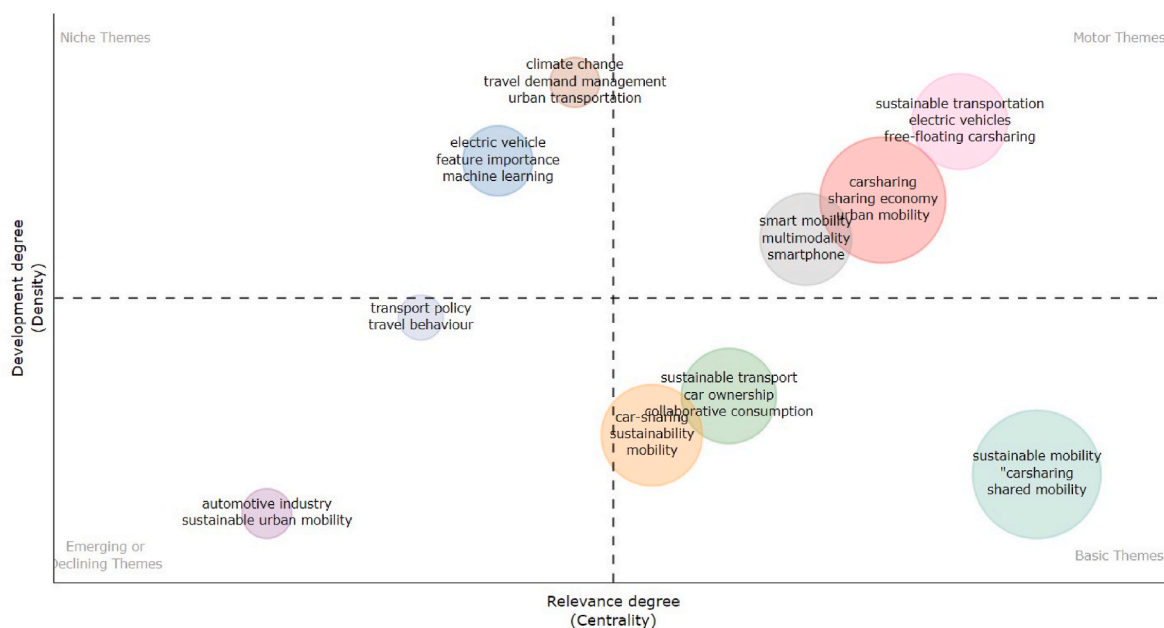 Niche Themes
Motor Themes
climate change
travel demand management
urban transportation
sustainable transportation
electric vehicles
free-floating carsharing
electric vehicle
feature importance
machine learning
carsharing
sharing economy
urban mobility
smart mobility
multimodality
smartphone
Development degree
(Density)
transport policy
travel behaviour
sustainable transport
car ownership
collaborative consumption
car-sharing
sustainability
mobility
sustainable mobility
"carsharing
shared mobility
automotive industry
sustainable urban mobility
Emerging or
Declining Themes
Basic Themes
Relevance degree
(Centrality)